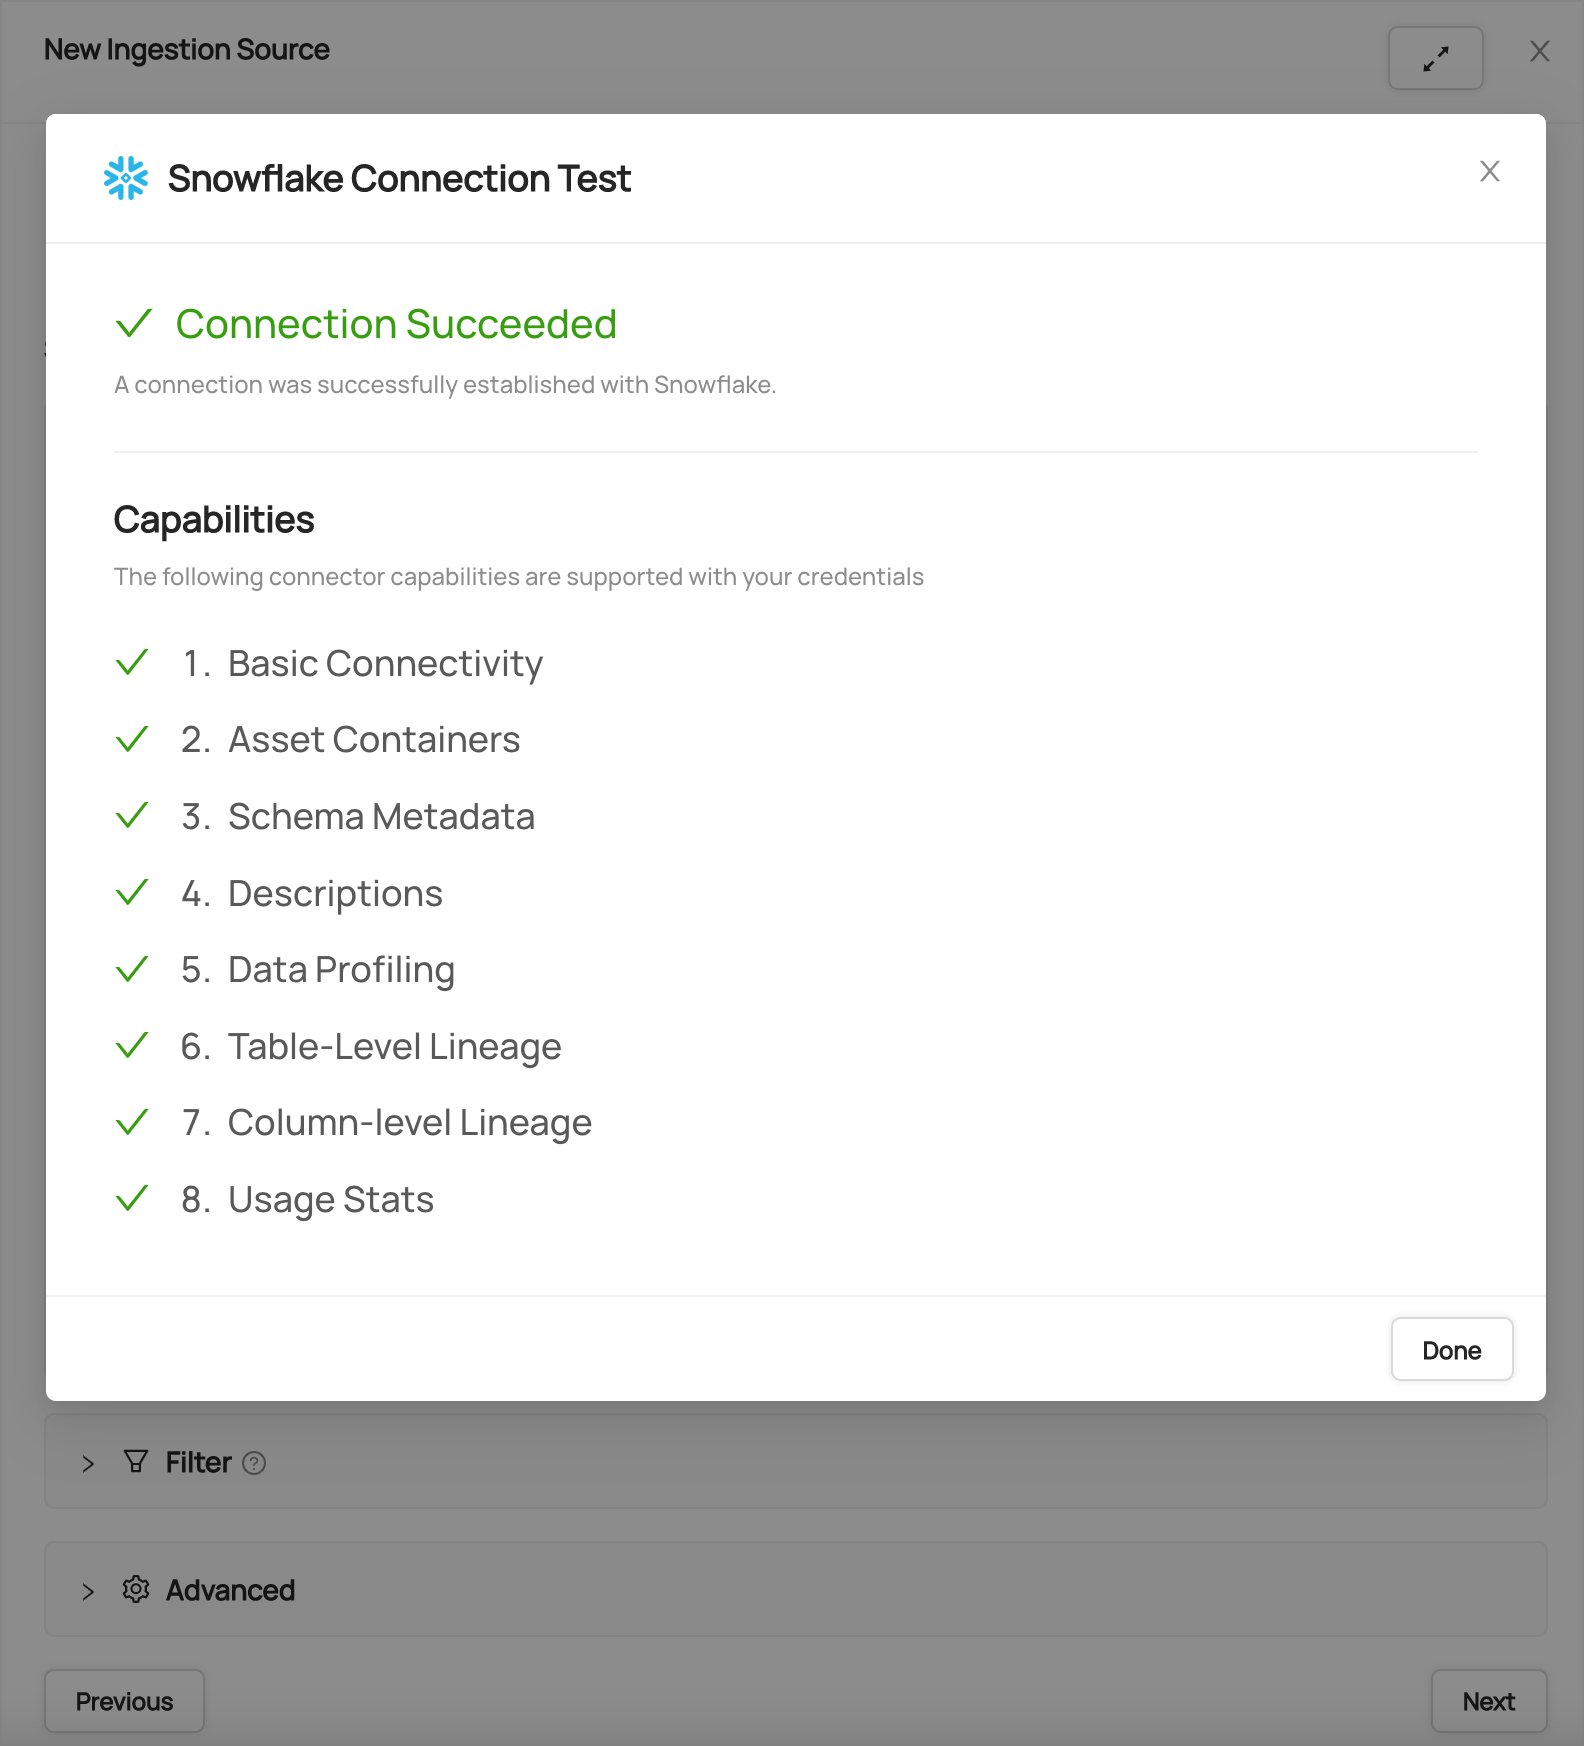 New Ingestion Source
Snowflake Connection Test
Connection Succeeded
A connection was successfully established with Snowflake.
Capabilities
The following connector capabilities are supported with your credentials
1. Basic Connectivity
2. Asset Containers
3. Schema Metadata
4. Descriptions
5. Data Profiling
6. Table-Level Lineage
7. Column-level Lineage
8. Usage Stats
Done
Filter
Advanced
Previous
Next